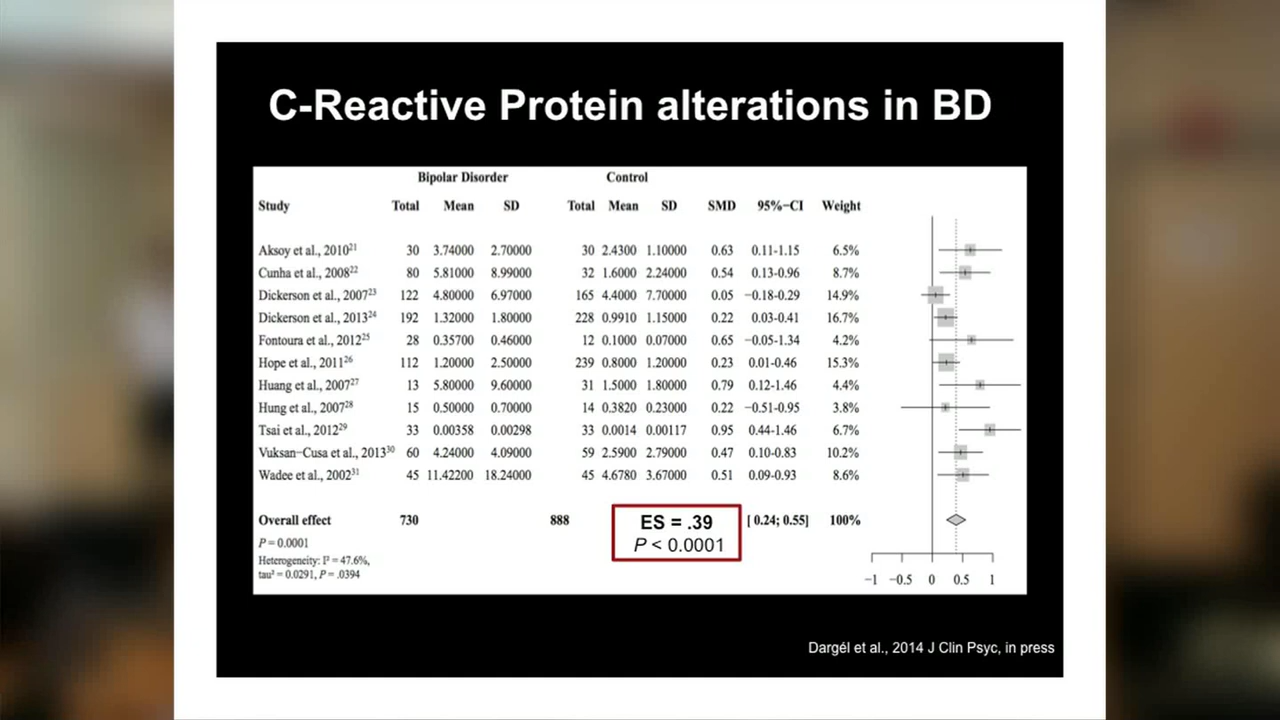 C-Reactive Protein alterations in BD
Bipolar Disorder Control
Study Total Mean SD Total Mean SD SMD 95%−CI Weight
Aksoy et al., 2010²¹ 30 3.74000 2.70000 30 2.4300 1.10000 0.63 0.11-1.15 6.5%
Cunha et al., 2008²² 80 5.81000 8.99000 32 1.6000 2.24000 0.54 0.13-0.96 8.7%
Dickerson et al., 2007²³ 122 4.80000 6.97000 165 4.4000 7.70000 0.05 −0.18-0.29 14.9%
Dickerson et al., 2013²⁴ 192 1.32000 1.80000 228 0.9910 1.15000 0.22 0.03-0.41 16.7%
Fontoura et al., 2012²⁵ 28 0.35700 0.46000 12 0.1000 0.07000 0.65 −0.05-1.34 4.2%
Hope et al., 2011²⁶ 112 1.20000 2.50000 239 0.8000 1.20000 0.23 0.01-0.46 15.3%
Huang et al., 2007²⁷ 13 5.80000 9.60000 31 1.5000 1.80000 0.79 0.12-1.46 4.4%
Hung et al., 2007²⁸ 15 0.50000 0.70000 14 0.3820 0.23000 0.22 −0.51-0.95 3.8%
Tsai et al., 2012²⁹ 33 0.00358 0.00298 33 0.0014 0.00117 0.95 0.44-1.46 6.7%
Vuksan−Cusa et al., 2013³⁰ 60 4.24000 4.09000 59 2.5900 2.79000 0.47 0.10-0.83 10.2%
Wadee et al., 2002³¹ 45 11.42200 18.24000 45 4.6780 3.67000 0.51 0.09-0.93 8.6%
Overall effect 730 888 ES = .39 [ 0.24; 0.55] 100%
P = 0.0001 P < 0.0001
Heterogeneity: I² = 47.6%,
tau² = 0.0291, P = .0394
−1 −0.5 0 0.5 1
Dargél et al., 2014 J Clin Psyc, in press